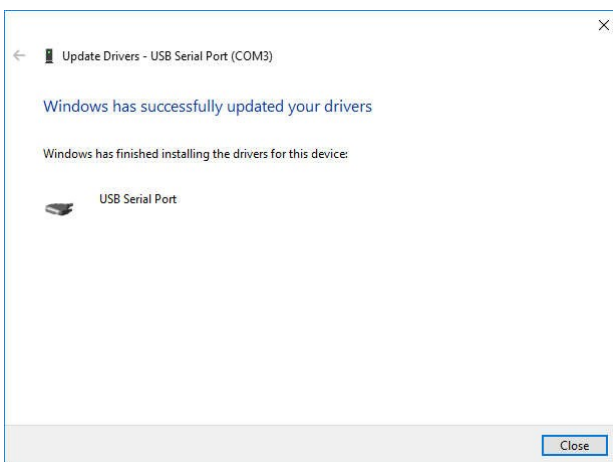 Update Drivers - USB Serial Port (COM3)
Windows has successfully updated your drivers
Windows has finished installing the drivers for this device:
USB Serial Port
Close